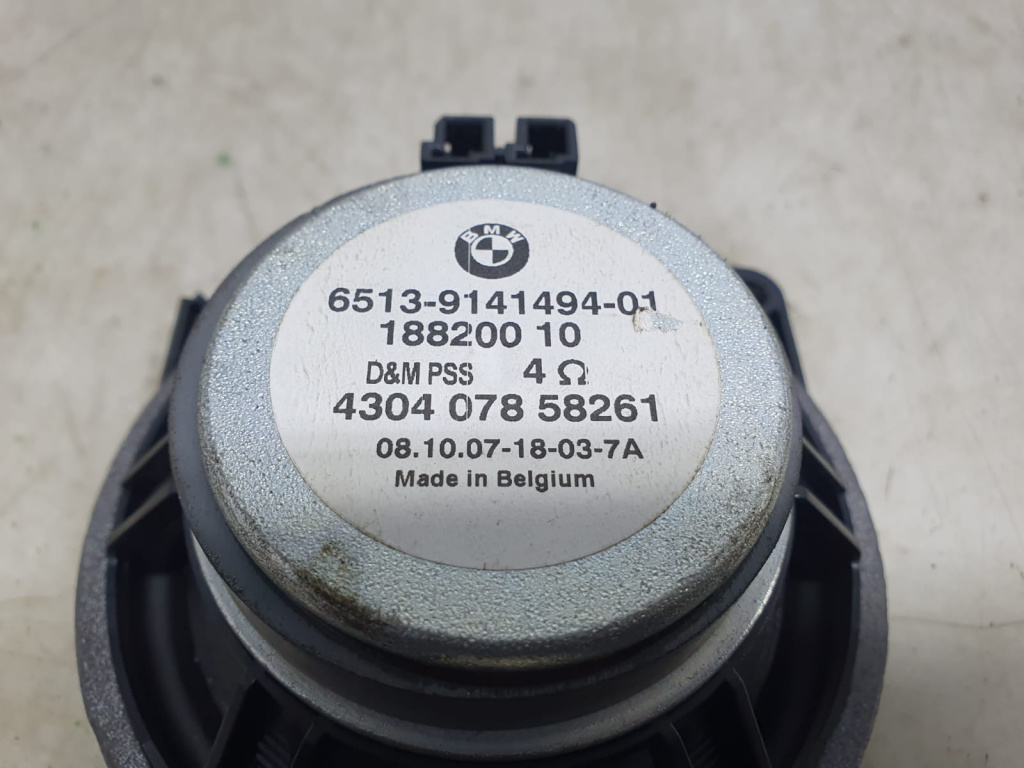 BMW
6513-9141494-01
188200 10
D&M PSS 4 Ω
4304 078 58261
08.10.07-18-03-7A
Made in Belgium